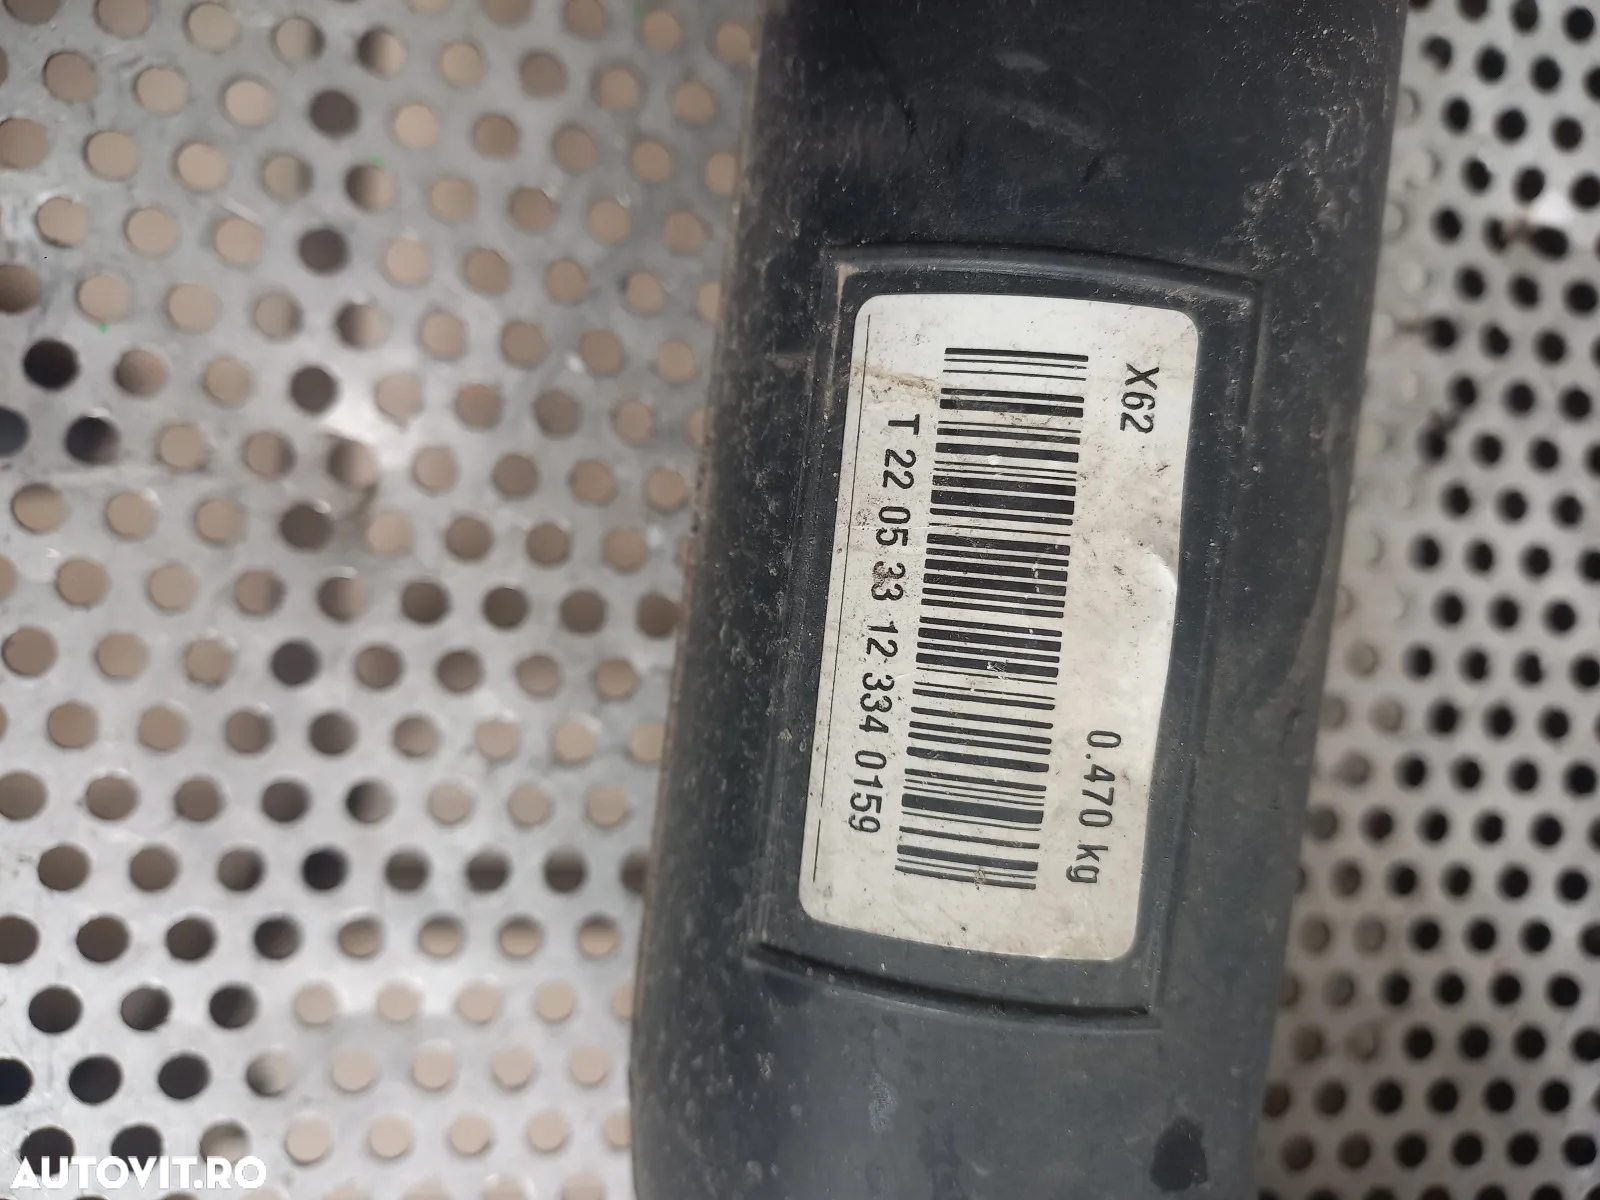 X62 0.470 kg
T 22 05 33 12 334 0159
AUTOVIT.RO